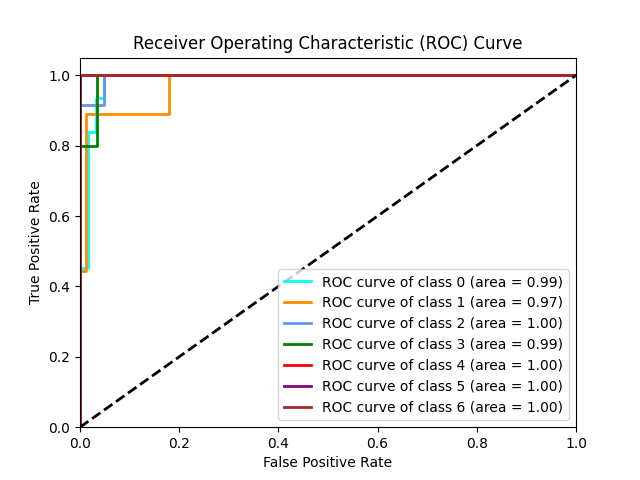 Receiver Operating Characteristic (ROC) Curve
True Positive Rate
1.0
0.8
0.6
0.4
0.2
0.0
ROC curve of class 0 (area = 0.99)
ROC curve of class 1 (area = 0.97)
ROC curve of class 2 (area = 1.00)
ROC curve of class 3 (area = 0.99)
ROC curve of class 4 (area = 1.00)
ROC curve of class 5 (area = 1.00)
ROC curve of class 6 (area = 1.00)
0.0 0.2 0.4 0.6 0.8 1.0
False Positive Rate